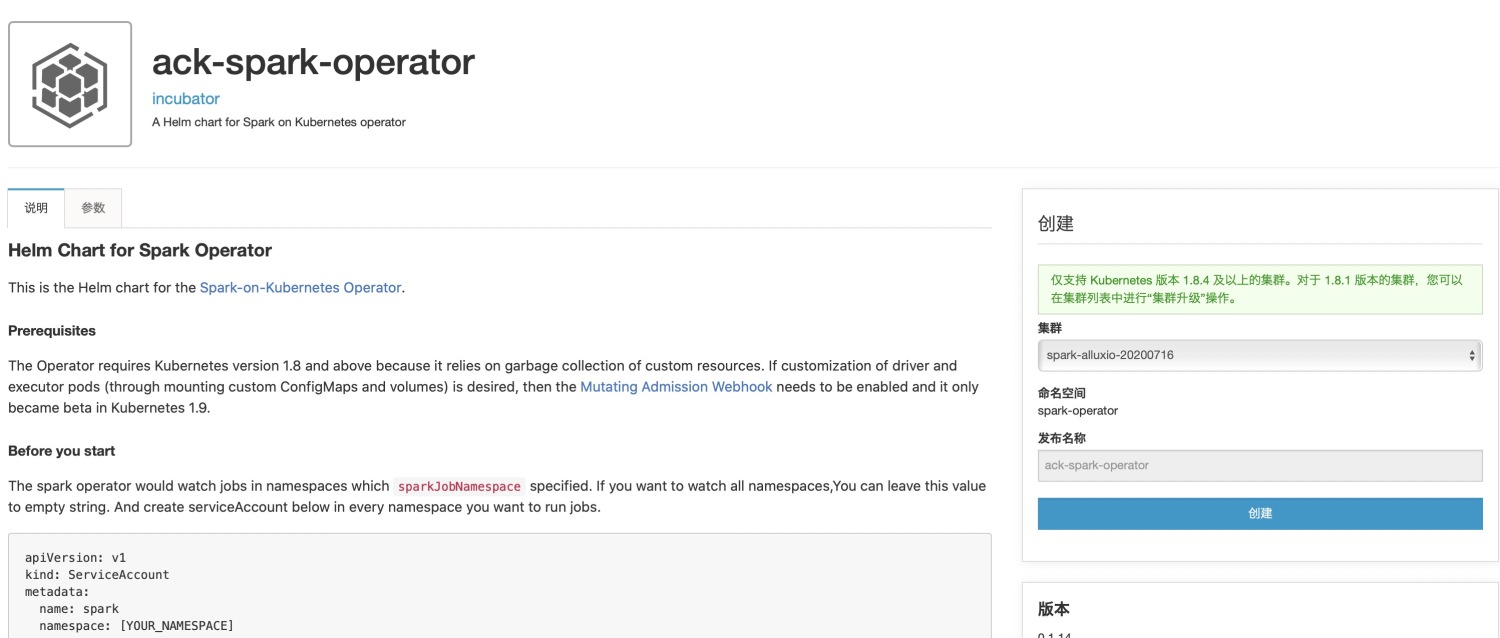 ack-spark-operator
incubator
A Helm chart for Spark on Kubernetes operator
说明
参数
Helm Chart for Spark Operator
This is the Helm chart for the Spark-on-Kubernetes Operator.
Prerequisites
The Operator requires Kubernetes version 1.8 and above because it relies on garbage collection of custom resources. If customization of driver and
executor pods (through mounting custom ConfigMaps and volumes) is desired, then the Mutating Admission Webhook needs to be enabled and it only
became beta in Kubernetes 1.9.
Before you start
The spark operator would watch jobs in namespaces which sparkJobNamespace specified. If you want to watch all namespaces,You can leave this value
to empty string. And create serviceAccount below in every namespace you want to run jobs.
apiVersion: v1
kind: ServiceAccount
metadata:
  name: spark
  namespace: [YOUR_NAMESPACE]
创建
仅支持 Kubernetes 版本 1.8.4 及以上的集群。对于 1.8.1 版本的集群，您可以
在集群列表中进行“集群升级”操作。
集群
spark-alluxio-20200716
命名空间
spark-operator
发布名称
ack-spark-operator
创建
版本
0.1.14